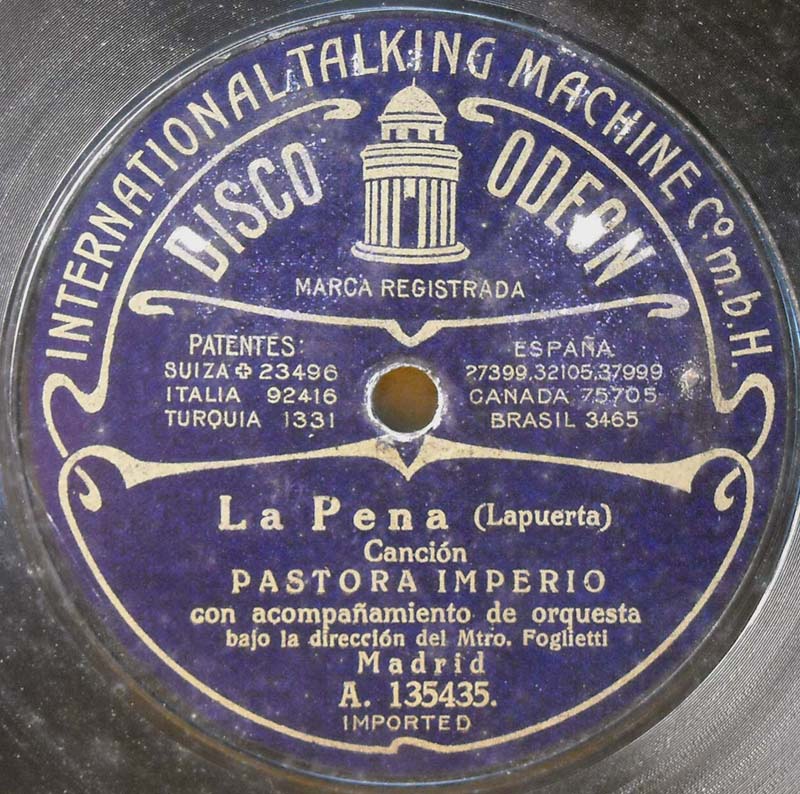 INTERNATIONAL TALKING MACHINE Co. m.b.H.
DISCO ODEON
MARCA REGISTRADA
PATENTES:
SUIZA ✚ 23496
ITALIA 92416
TURQUIA 1331
ESPAÑA
27399,32105,37999
CANADA 75705
BRASIL 3465
La Pena (Lapuerta)
Canción
PASTORA IMPERIO
con acompañamiento de orquesta
bajo la dirección del Mtro. Foglietti
Madrid
A. 135435.
IMPORTED